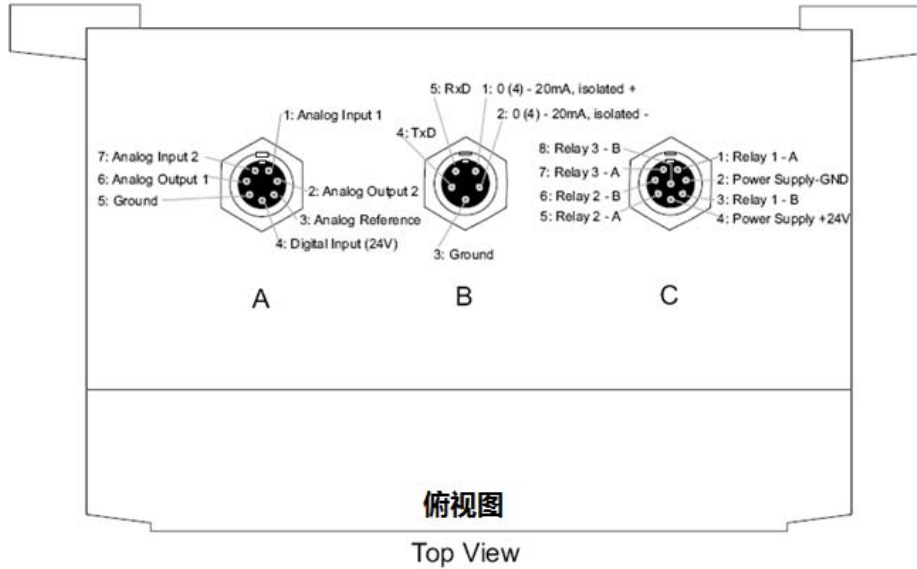 1: Analog Input 1
7: Analog Input 2
6: Analog Output 1
5: Ground
2: Analog Output 2
3: Analog Reference
4: Digital Input (24V)
A
5: RxD
1: 0 (4) - 20mA, isolated +
2: 0 (4) - 20mA, isolated -
4: TxD
3: Ground
B
8: Relay 3 - B
7: Relay 3 - A
6: Relay 2 - B
5: Relay 2 - A
1: Relay 1 - A
2: Power Supply-GND
3: Relay 1 - B
4: Power Supply +24V
C
俯视图
Top View